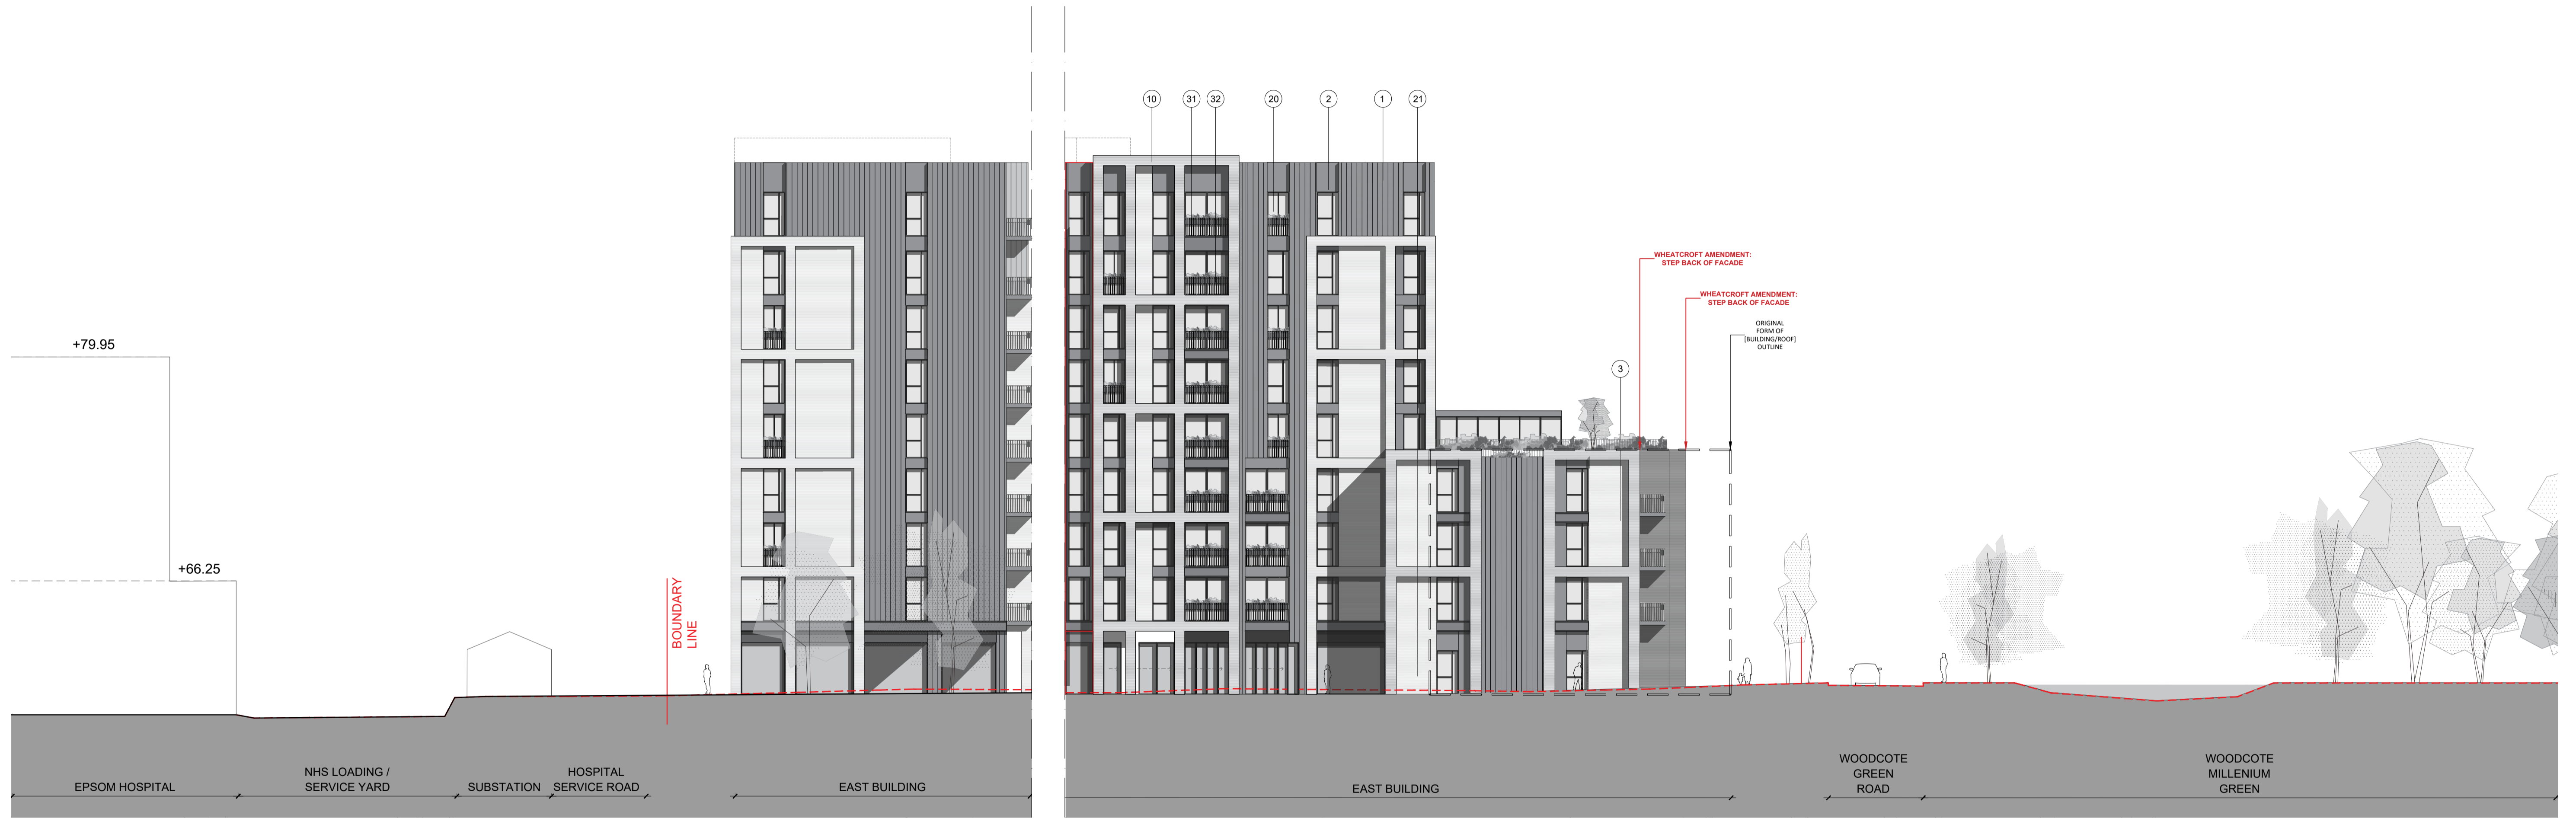 10
31
32
20
2
1
21
WHEATCROFT AMENDMENT:
STEP BACK OF FACADE
WHEATCROFT AMENDMENT:
STEP BACK OF FACADE
ORIGINAL
FORM OF
[BUILDING/ROOF]
OUTLINE
3
+79.95
+66.25
BOUNDARY
LINE
EPSOM HOSPITAL
NHS LOADING /
SERVICE YARD
SUBSTATION
HOSPITAL
SERVICE ROAD
EAST BUILDING
EAST BUILDING
WOODCOTE
GREEN
ROAD
WOODCOTE
MILLENIUM
GREEN